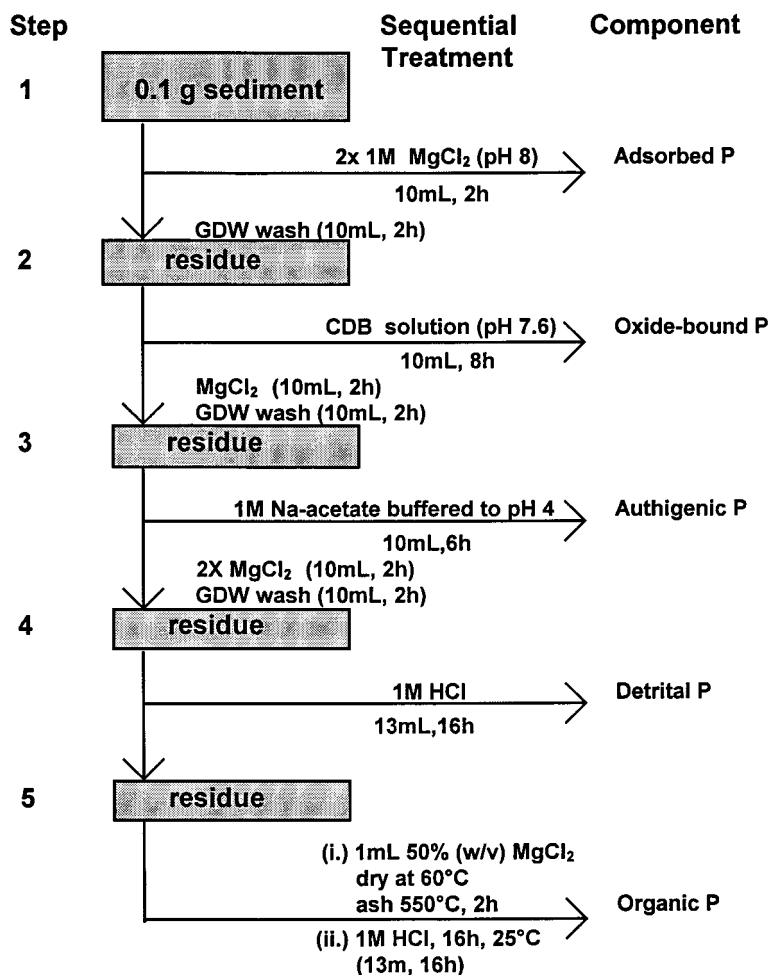 Step Sequential Treatment Component
1
0.1 g sediment
2x 1M MgCl₂ (pH 8)
10mL, 2h
Adsorbed P
GDW wash (10mL, 2h)
2
residue
CDB solution (pH 7.6)
10mL, 8h
Oxide-bound P
MgCl₂ (10mL, 2h)
GDW wash (10mL, 2h)
3
residue
1M Na-acetate buffered to pH 4
10mL,6h
Authigenic P
2X MgCl₂ (10mL, 2h)
GDW wash (10mL, 2h)
4
residue
1M HCl
13mL,16h
Detrital P
5
residue
(i.) 1mL 50% (w/v) MgCl₂
dry at 60°C
ash 550°C, 2h
Organic P
(ii.) 1M HCl, 16h, 25°C
(13m, 16h)